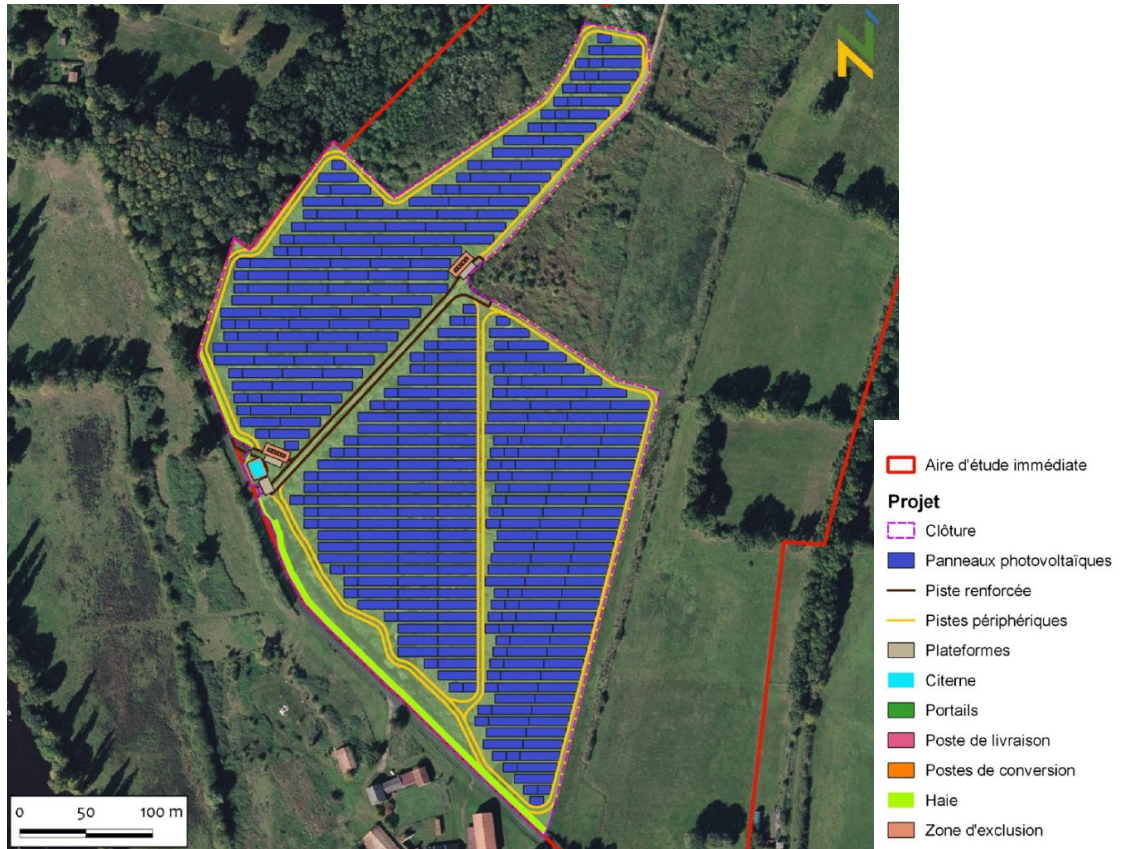 0 50 100 m
Aire d'étude immédiate
Projet
Clôture
Panneaux photovoltaïques
Piste renforcée
Pistes périphériques
Plateformes
Citerne
Portails
Poste de livraison
Postes de conversion
Haie
Zone d'exclusion